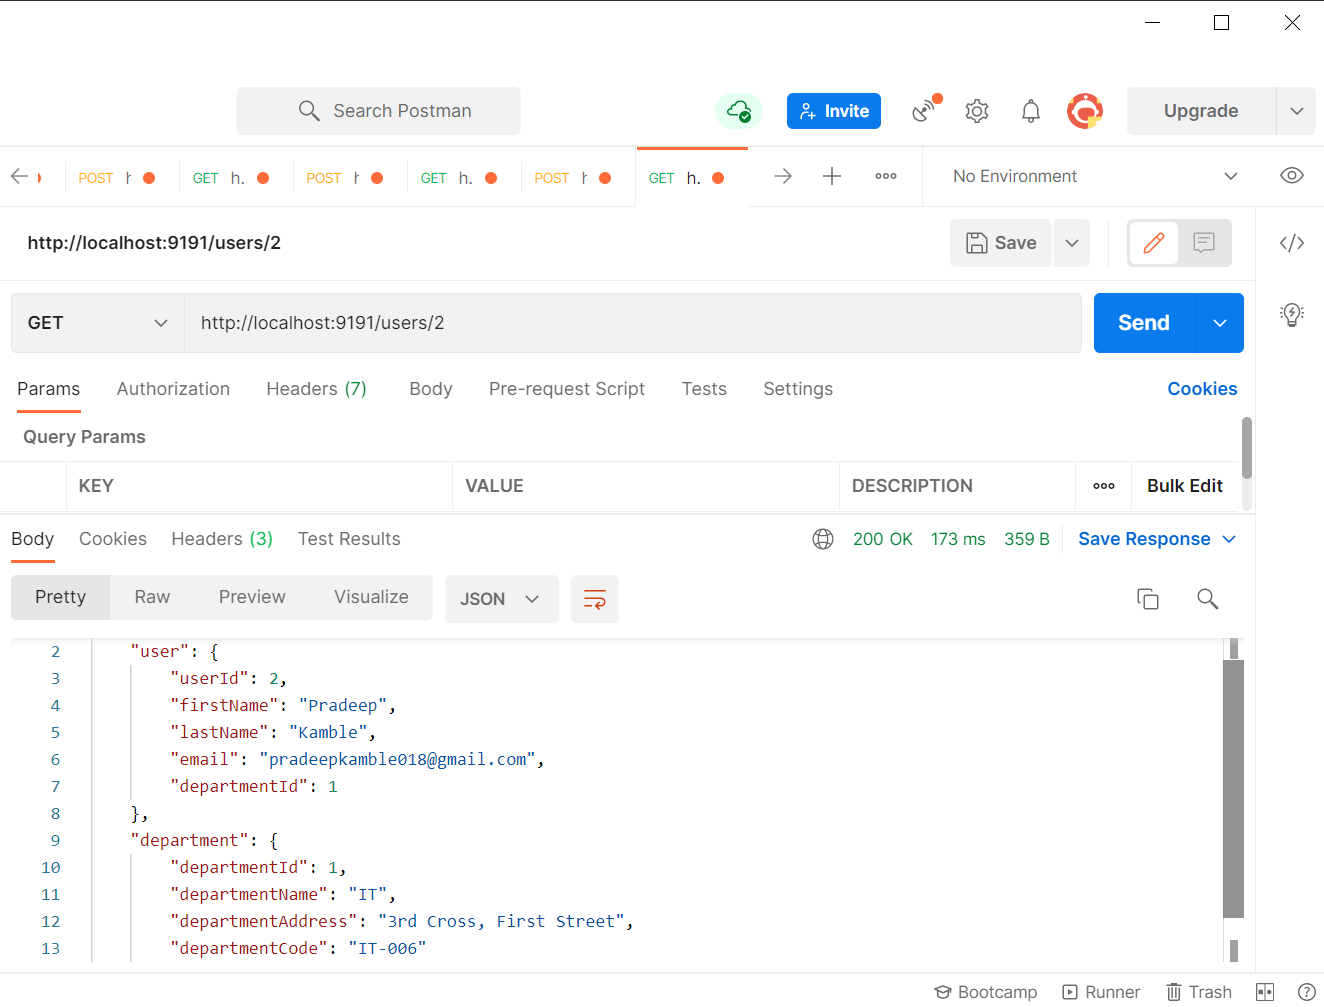 Search Postman
Invite
Upgrade
POST h
GET h.
POST h
GET h.
POST h
GET h.
No Environment
http://localhost:9191/users/2
Save
GET
http://localhost:9191/users/2
Send
Params
Authorization
Headers (7)
Body
Pre-request Script
Tests
Settings
Cookies
Query Params
KEY
VALUE
DESCRIPTION
Bulk Edit
Body
Cookies
Headers (3)
Test Results
200 OK
173 ms
359 B
Save Response
Pretty
Raw
Preview
Visualize
JSON
2 "user": {
3 "userId": 2,
4 "firstName": "Pradeep",
5 "lastName": "Kamble",
6 "email": "pradeepkamble018@gmail.com",
7 "departmentId": 1
8 },
9 "department": {
10 "departmentId": 1,
11 "departmentName": "IT",
12 "departmentAddress": "3rd Cross, First Street",
13 "departmentCode": "IT-006"
Bootcamp
Runner
Trash